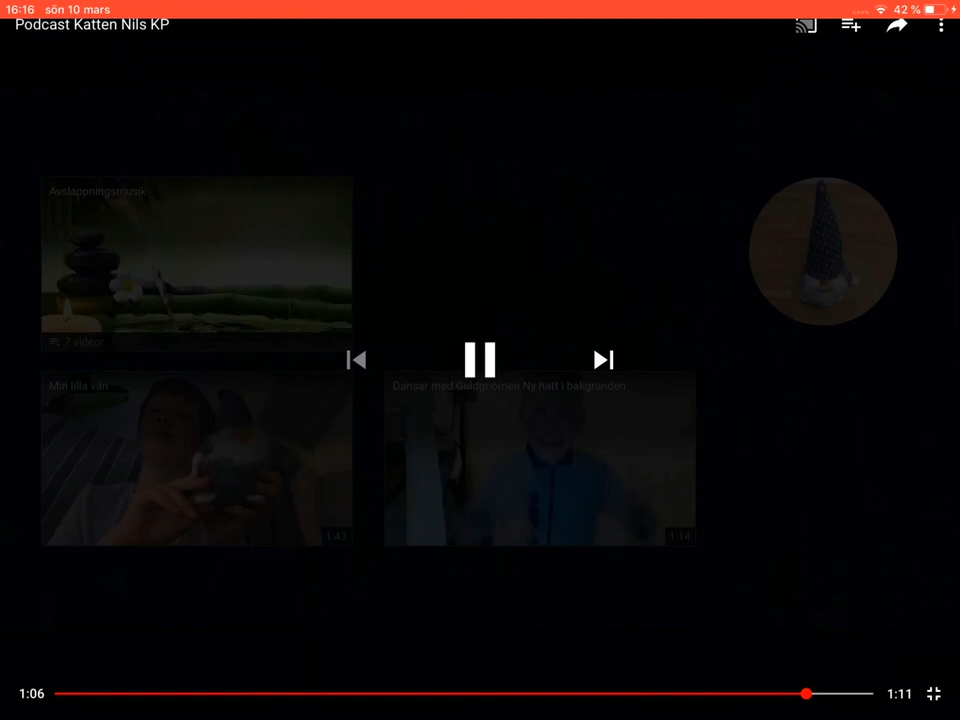 16:16 sön 10 mars
42 %
Podcast Katten Nils KP
Avslappningsmusik
7 videor
Min lilla vän
1:43
Dansar med Guldgnomen Ny hatt i bakgrunden
1:14
1:06
1:11